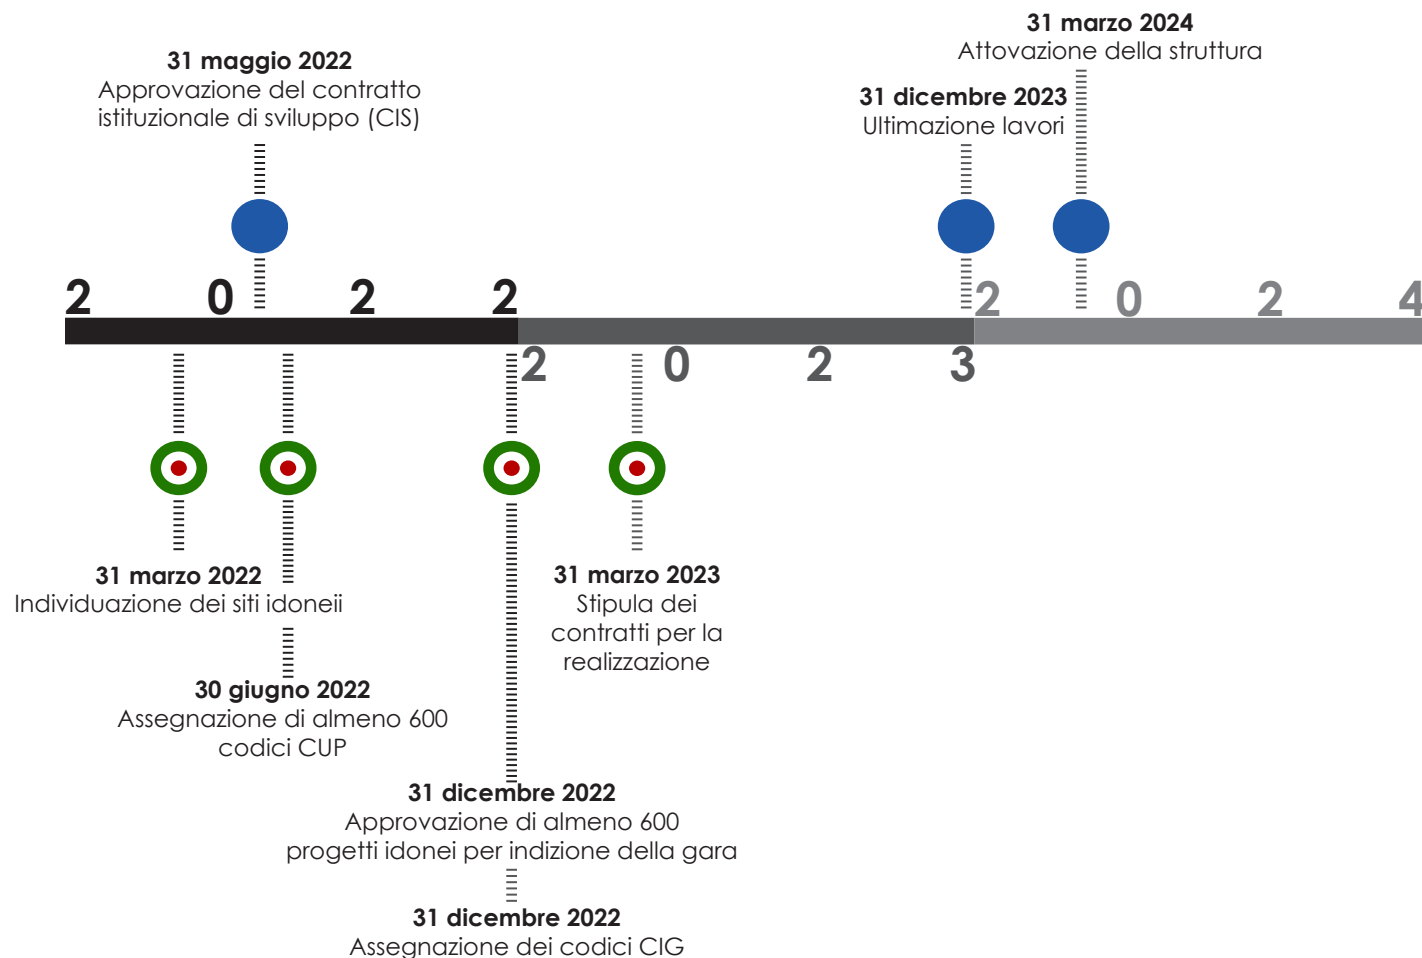 31 marzo 2024
Attovazione della struttura
31 maggio 2022
Approvazione del contratto
istituzionale di sviluppo (CIS)
31 dicembre 2023
Ultimazione lavori
2 0 2 2
2 0 2 4
2 0 2 3
31 marzo 2022
Individuazione dei siti idoneii
31 marzo 2023
Stipula dei
contratti per la
realizzazione
30 giugno 2022
Assegnazione di almeno 600
codici CUP
31 dicembre 2022
Approvazione di almeno 600
progetti idonei per indizione della gara
31 dicembre 2022
Assegnazione dei codici CIG